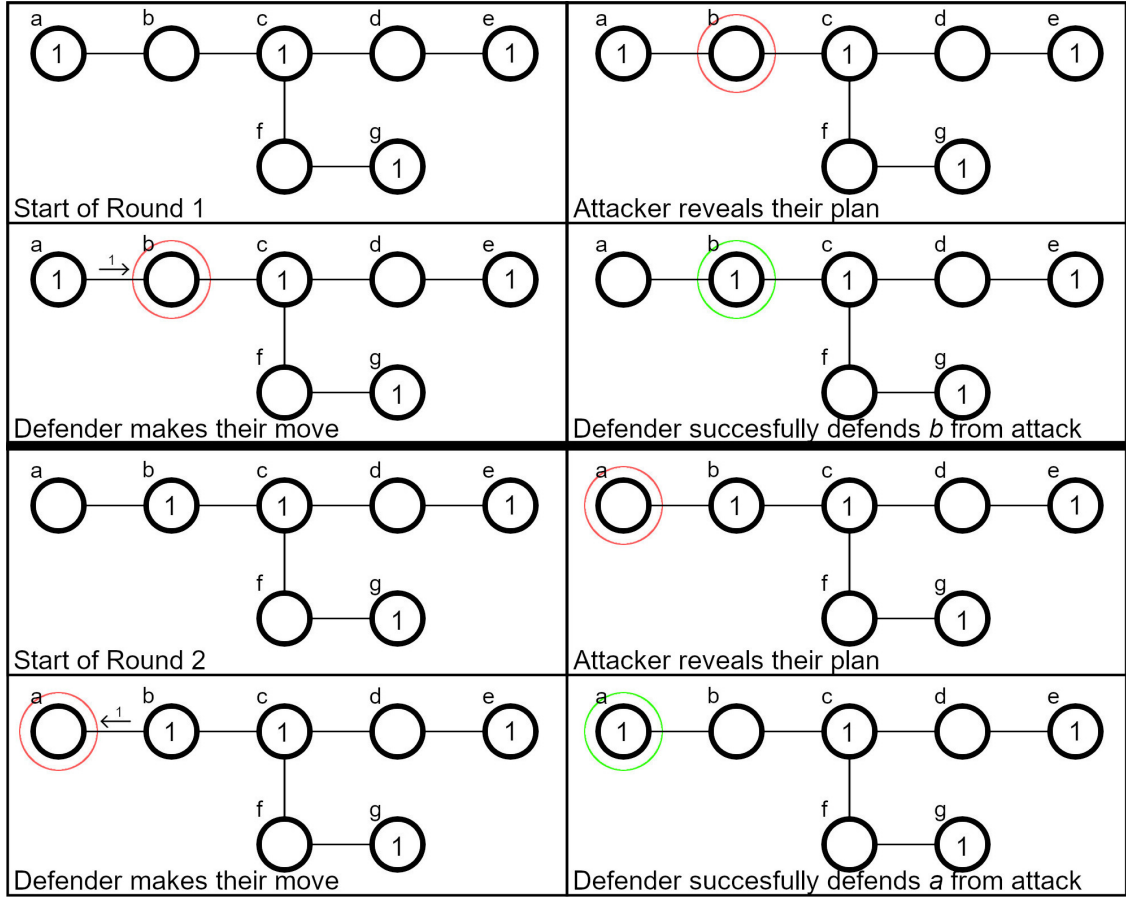 a b c d e
1 1 1
f g
1
Start of Round 1
a b c d e
1 1 1
f g
1
Attacker reveals their plan
a b c d e
1 1 1 1
f g
1
Defender makes their move
a b c d e
1 1 1
f g
1
Defender succesfully defends b from attack
a b c d e
1 1 1
f g
1
Start of Round 2
a b c d e
1 1 1
f g
1
Attacker reveals their plan
a b c d e
1 1 1 1
f g
1
Defender makes their move
a b c d e
1 1 1
f g
1
Defender succesfully defends a from attack